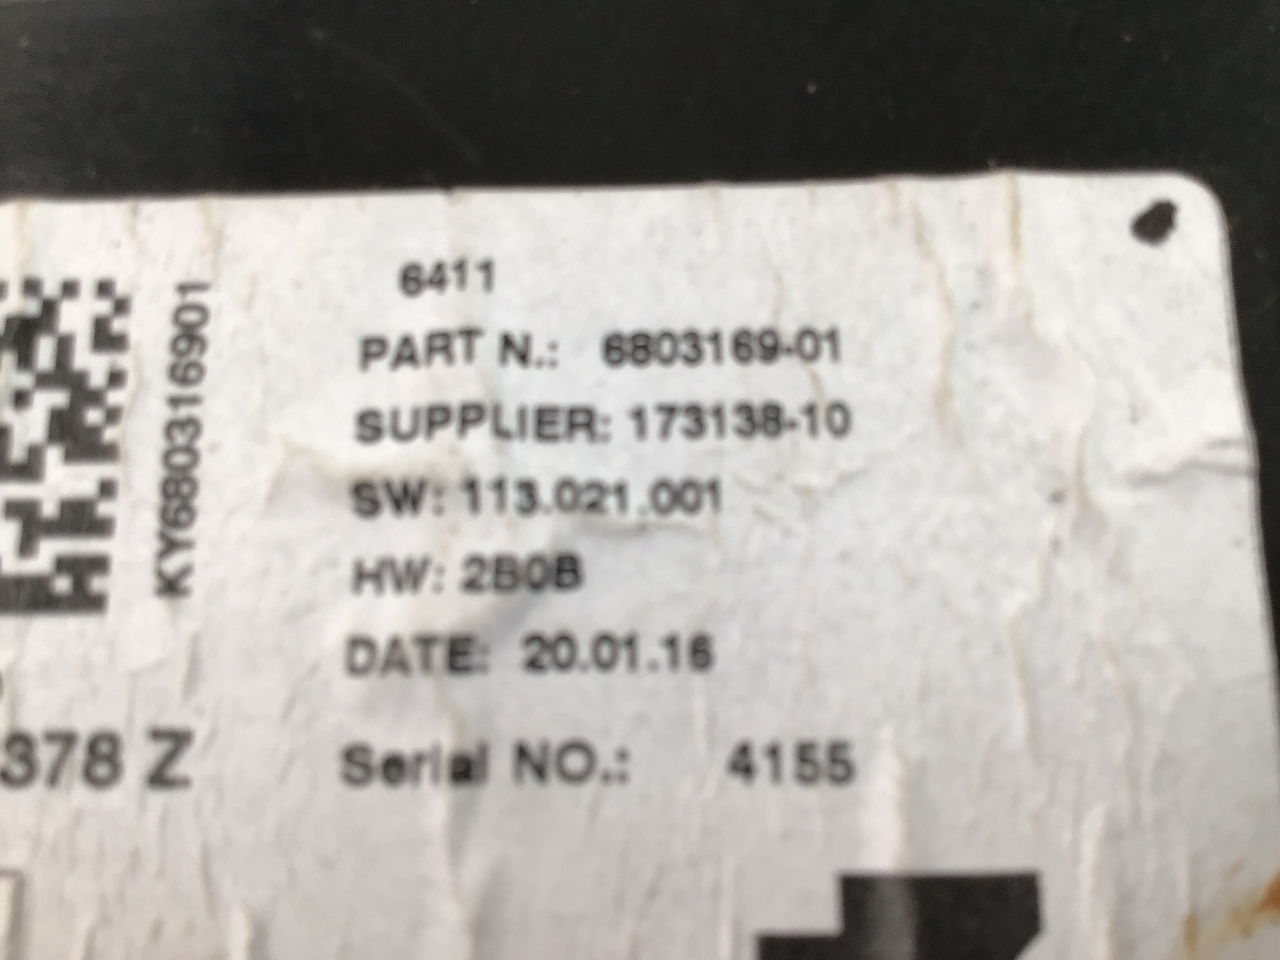 6411
PART N.: 6803169-01
SUPPLIER: 173138-10
SW: 113.021.001
HW: 2B0B
DATE: 20.01.16
Serial NO.: 4155
KY680316901
378 Z